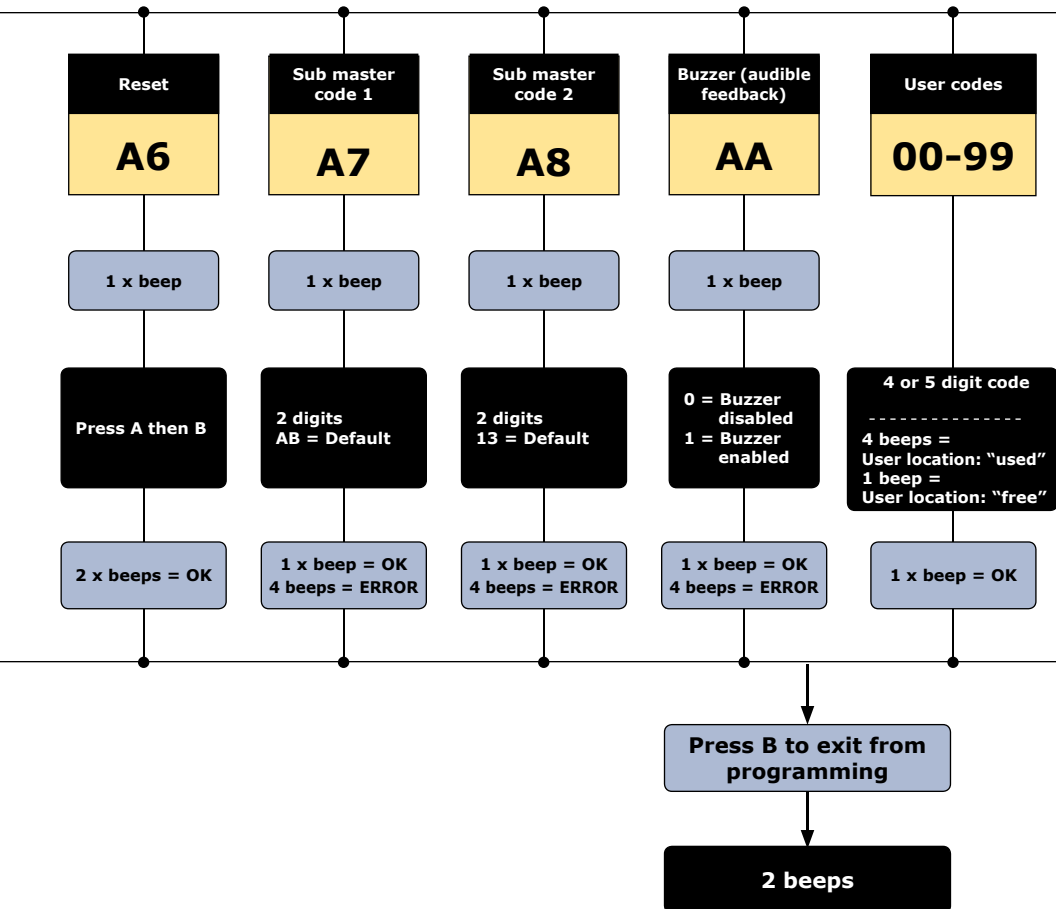 Reset
A6
1 x beep
Press A then B
2 x beeps = OK
Sub master
code 1
A7
1 x beep
2 digits
AB = Default
1 x beep = OK
4 beeps = ERROR
Sub master
code 2
A8
1 x beep
2 digits
13 = Default
1 x beep = OK
4 beeps = ERROR
Buzzer (audible
feedback)
AA
1 x beep
0 = Buzzer
disabled
1 = Buzzer
enabled
1 x beep = OK
4 beeps = ERROR
User codes
00-99
4 or 5 digit code
---------------
4 beeps =
User location: “used”
1 beep =
User location: “free”
1 x beep = OK
Press B to exit from
programming
2 beeps